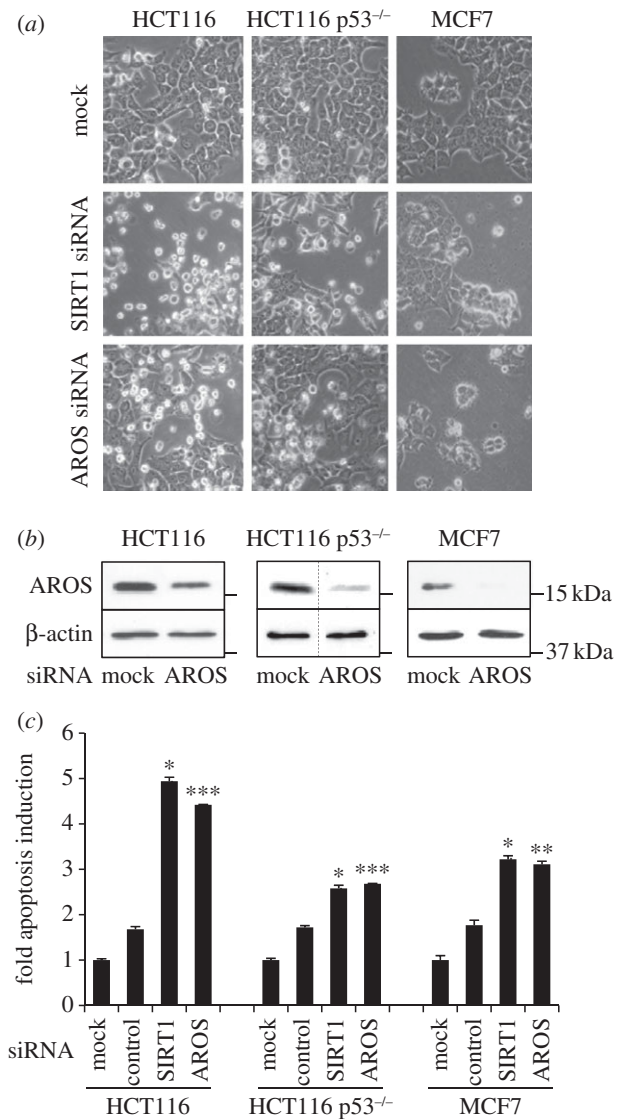 (a)
HCT116 HCT116 p53⁻/⁻ MCF7
mock
SIRT1 siRNA
AROS siRNA
(b)
HCT116 HCT116 p53⁻/⁻ MCF7
AROS
15 kDa
β-actin
37 kDa
siRNA mock AROS mock AROS mock AROS
(c)
fold apoptosis induction
6
5
4
3
2
1
0
* *** * *** * **
siRNA
mock control SIRT1 AROS mock control SIRT1 AROS mock control SIRT1 AROS
HCT116 HCT116 p53⁻/⁻ MCF7